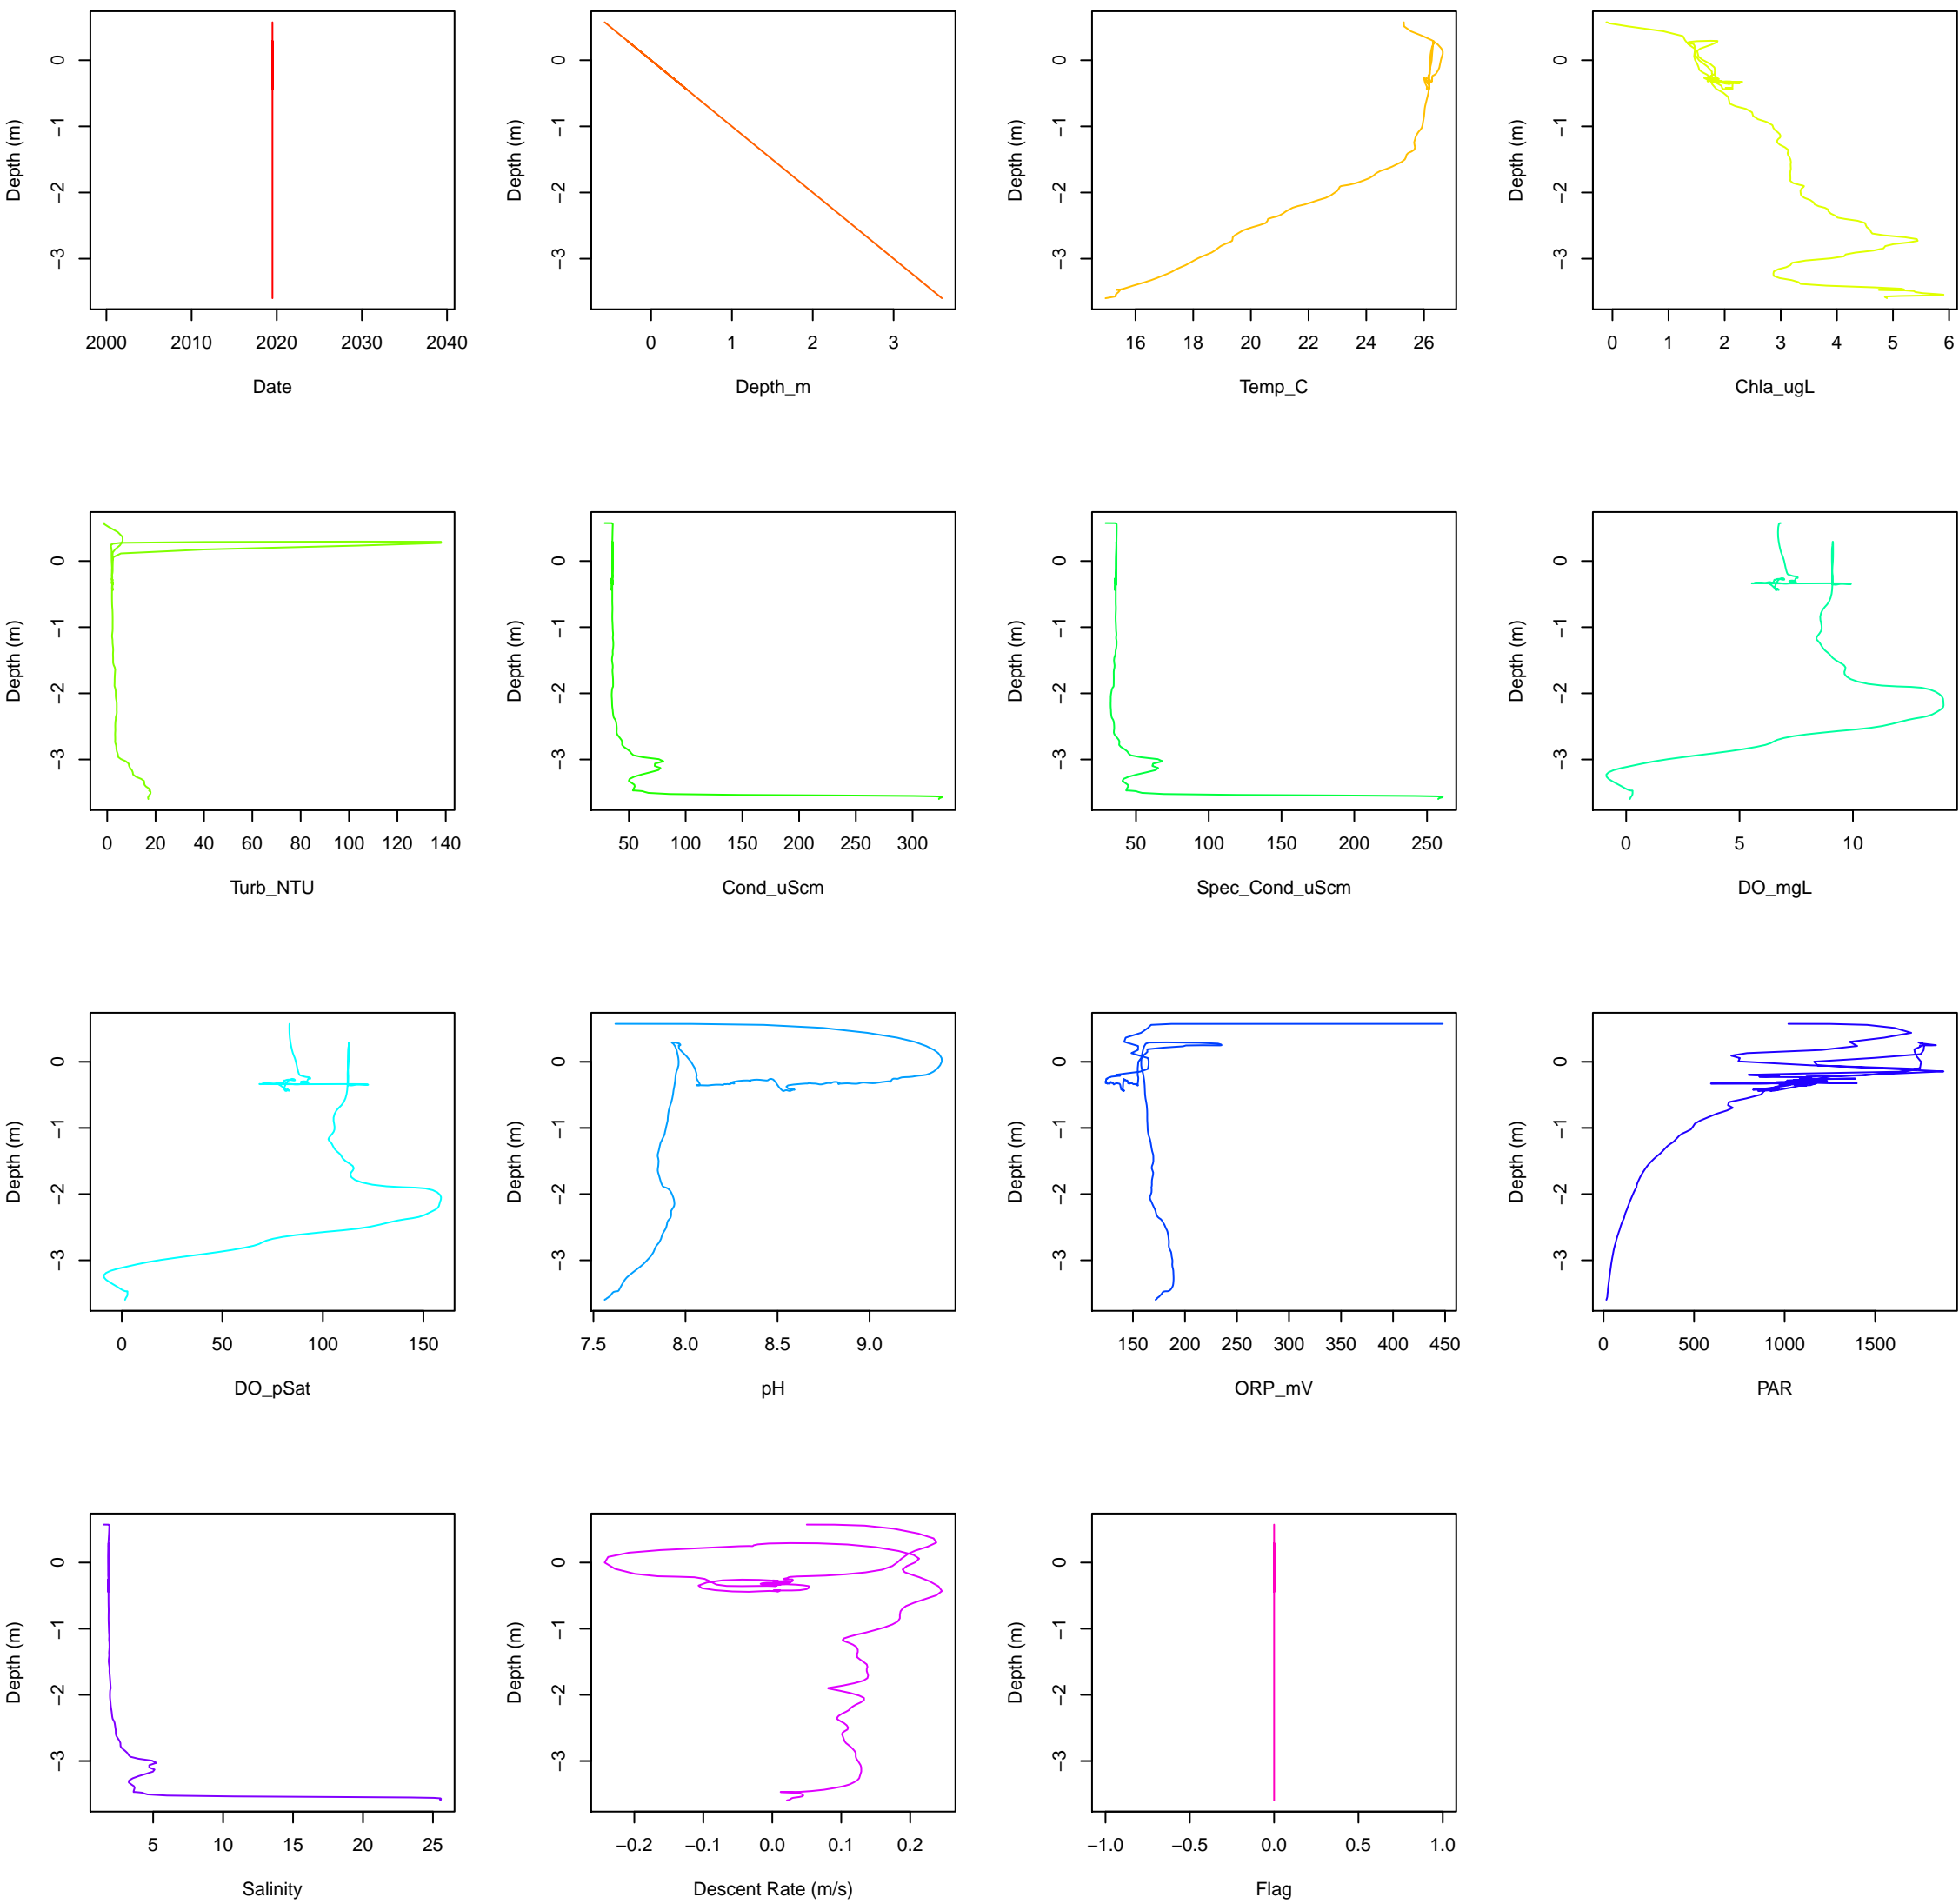 Depth (m) 0 −1 −2 −3
2000 2010 2020 2030 2040
Date
Depth (m) 0 −1 −2 −3
0 1 2 3
Depth_m
Depth (m) 0 −1 −2 −3
16 18 20 22 24 26
Temp_C
Depth (m) 0 −1 −2 −3
0 1 2 3 4 5 6
Chla_ugL
Depth (m) 0 −1 −2 −3
0 20 40 60 80 100 120 140
Turb_NTU
Depth (m) 0 −1 −2 −3
50 100 150 200 250 300
Cond_uScm
Depth (m) 0 −1 −2 −3
50 100 150 200 250
Spec_Cond_uScm
Depth (m) 0 −1 −2 −3
0 5 10
DO_mgL
Depth (m) 0 −1 −2 −3
0 50 100 150
DO_pSat
Depth (m) 0 −1 −2 −3
7.5 8.0 8.5 9.0
pH
Depth (m) 0 −1 −2 −3
150 200 250 300 350 400 450
ORP_mV
Depth (m) 0 −1 −2 −3
0 500 1000 1500
PAR
Depth (m) 0 −1 −2 −3
5 10 15 20 25
Salinity
Depth (m) 0 −1 −2 −3
−0.2 −0.1 0.0 0.1 0.2
Descent Rate (m/s)
Depth (m) 0 −1 −2 −3
−1.0 −0.5 0.0 0.5 1.0
Flag